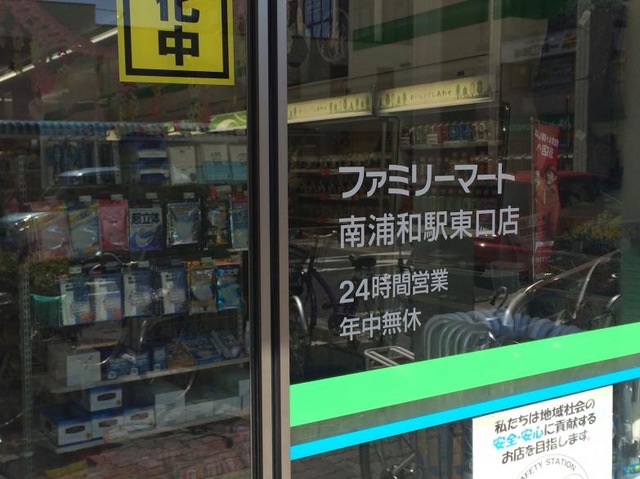 化中
ファミリーマート
南浦和駅東口店
24時間営業
年中無休
超立体
私たちは地域社会の
安全・安心に貢献する
お店を目指します。
SAFETY STATION